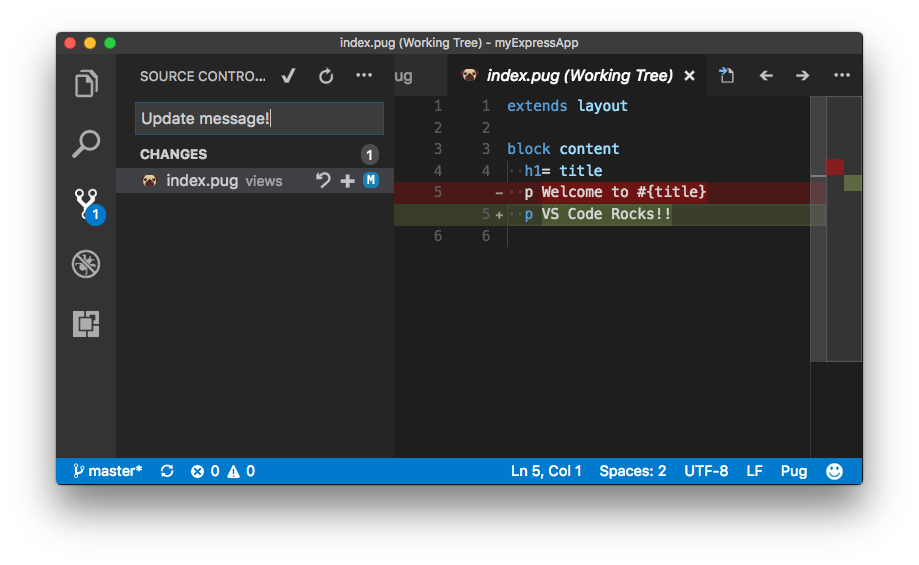 index.pug (Working Tree) - myExpressApp
SOURCE CONTRO... ...
ug
index.pug (Working Tree) ...
Update message!
CHANGES 1
index.pug views M
1
1 1 extends layout
2 2
3 3 block content
4 4 h1= title
5 - p Welcome to #{title}
5 + p VS Code Rocks!!
6 6
master* 0 0 Ln 5, Col 1 Spaces: 2 UTF-8 LF Pug